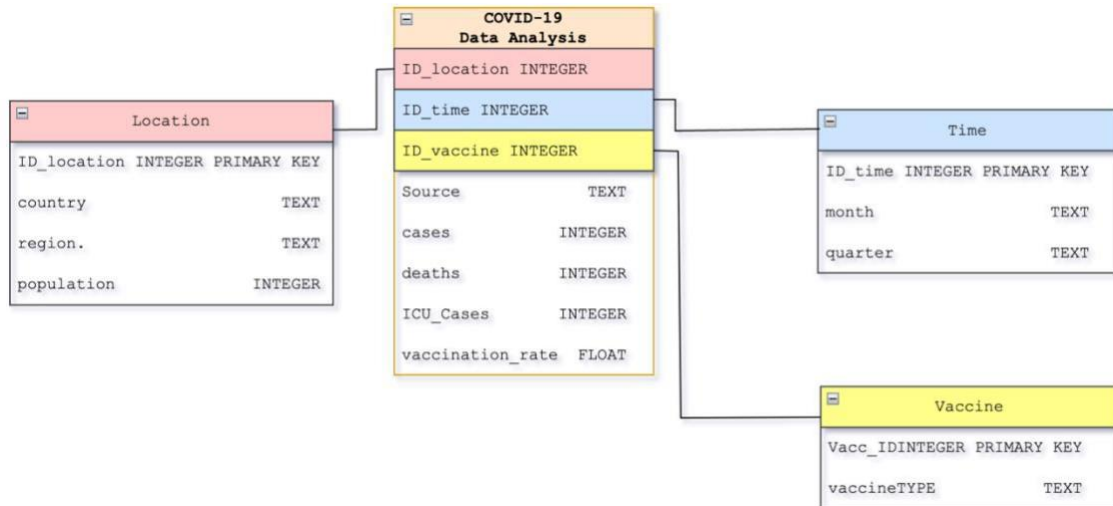 COVID-19
Data Analysis
ID_location INTEGER
ID_time INTEGER
ID_vaccine INTEGER
Source TEXT
cases INTEGER
deaths INTEGER
ICU_Cases INTEGER
vaccination_rate FLOAT
Location
ID_location INTEGER PRIMARY KEY
country TEXT
region. TEXT
population INTEGER
Time
ID_time INTEGER PRIMARY KEY
month TEXT
quarter TEXT
Vaccine
Vacc_IDINTEGER PRIMARY KEY
vaccineTYPE TEXT